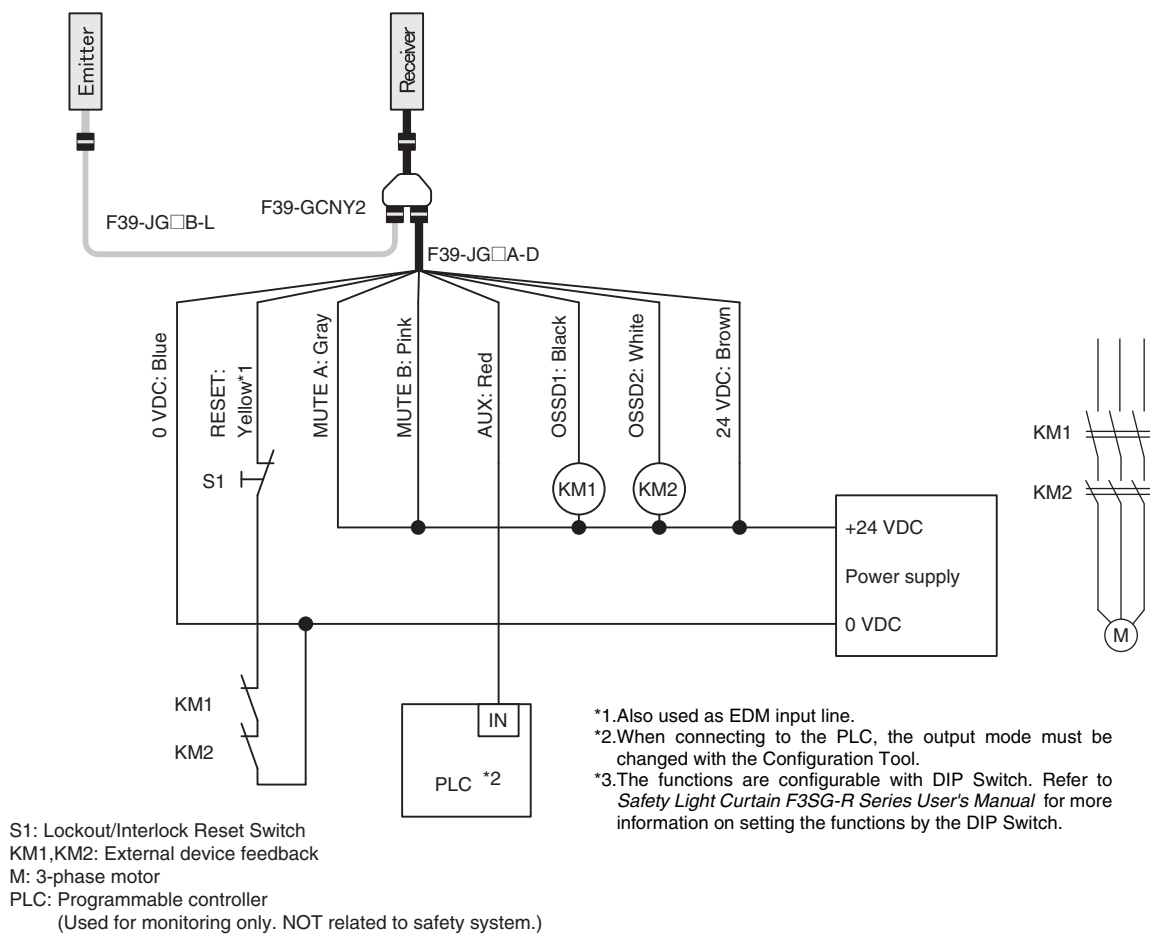 Emitter
Receiver
F39-JG□B-L
F39-GCNY2
F39-JG□A-D
0 VDC: Blue
RESET:
Yellow*1
MUTE A: Gray
MUTE B: Pink
AUX: Red
OSSD1: Black
OSSD2: White
24 VDC: Brown
S1
KM1
KM2
+24 VDC
Power supply
0 VDC
KM1
KM2
M
KM1
KM2
IN
PLC *2
*1.Also used as EDM input line.
*2.When connecting to the PLC, the output mode must be
changed with the Configuration Tool.
*3.The functions are configurable with DIP Switch. Refer to
Safety Light Curtain F3SG-R Series User's Manual for more
information on setting the functions by the DIP Switch.
S1: Lockout/Interlock Reset Switch
KM1,KM2: External device feedback
M: 3-phase motor
PLC: Programmable controller
(Used for monitoring only. NOT related to safety system.)